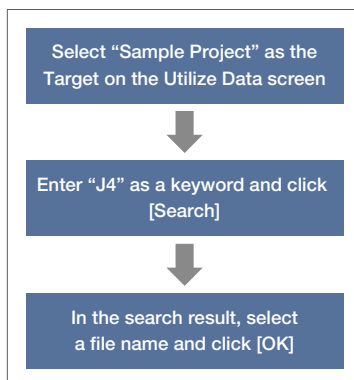 Select “Sample Project” as the
Target on the Utilize Data screen
Enter “J4” as a keyword and click
[Search]
In the search result, select
a file name and click [OK]